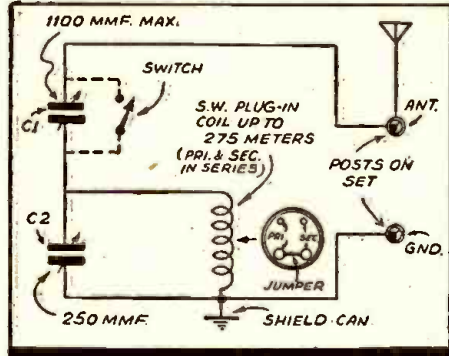 1100 MMF. MAX.
SWITCH
C1
S.W. PLUG-IN
COIL UP TO
275 METERS
(PRI. & SEC.
IN SERIES)
ANT.
POSTS ON
SET
C2
PRI. SEC.
GND.
JUMPER
250 MMF.
SHIELD CAN